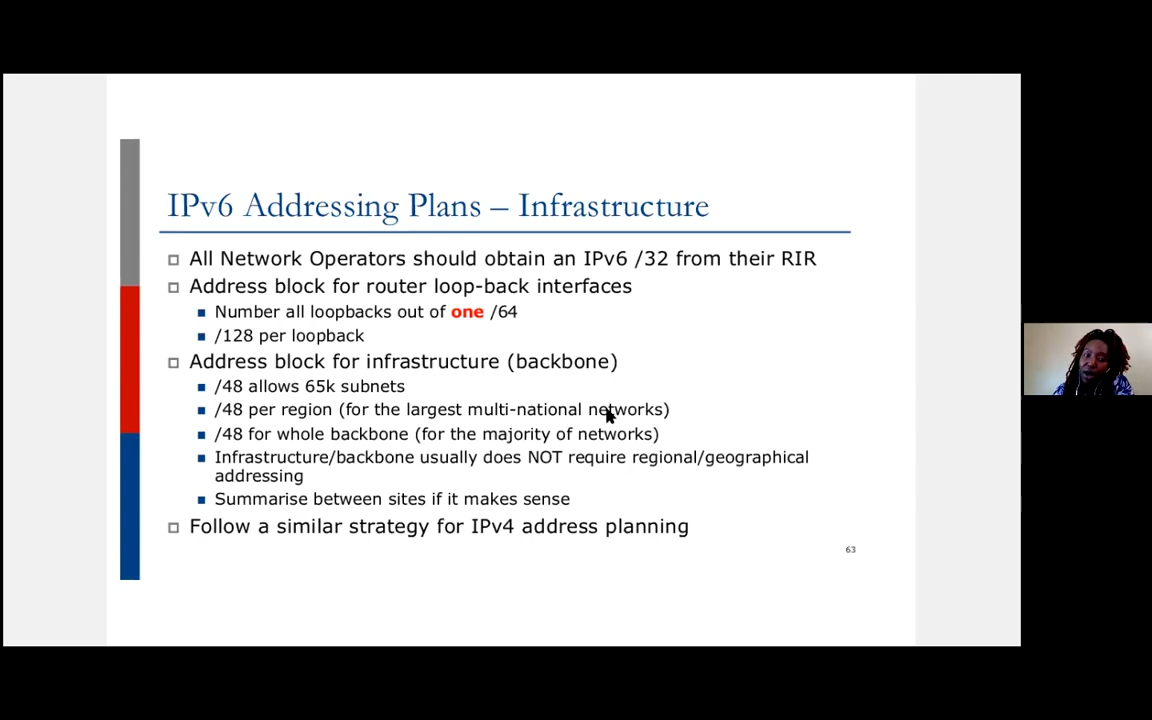 IPv6 Addressing Plans – Infrastructure
All Network Operators should obtain an IPv6 /32 from their RIR
Address block for router loop-back interfaces
Number all loopbacks out of one /64
/128 per loopback
Address block for infrastructure (backbone)
/48 allows 65k subnets
/48 per region (for the largest multi-national networks)
/48 for whole backbone (for the majority of networks)
Infrastructure/backbone usually does NOT require regional/geographical
addressing
Summarise between sites if it makes sense
Follow a similar strategy for IPv4 address planning
63